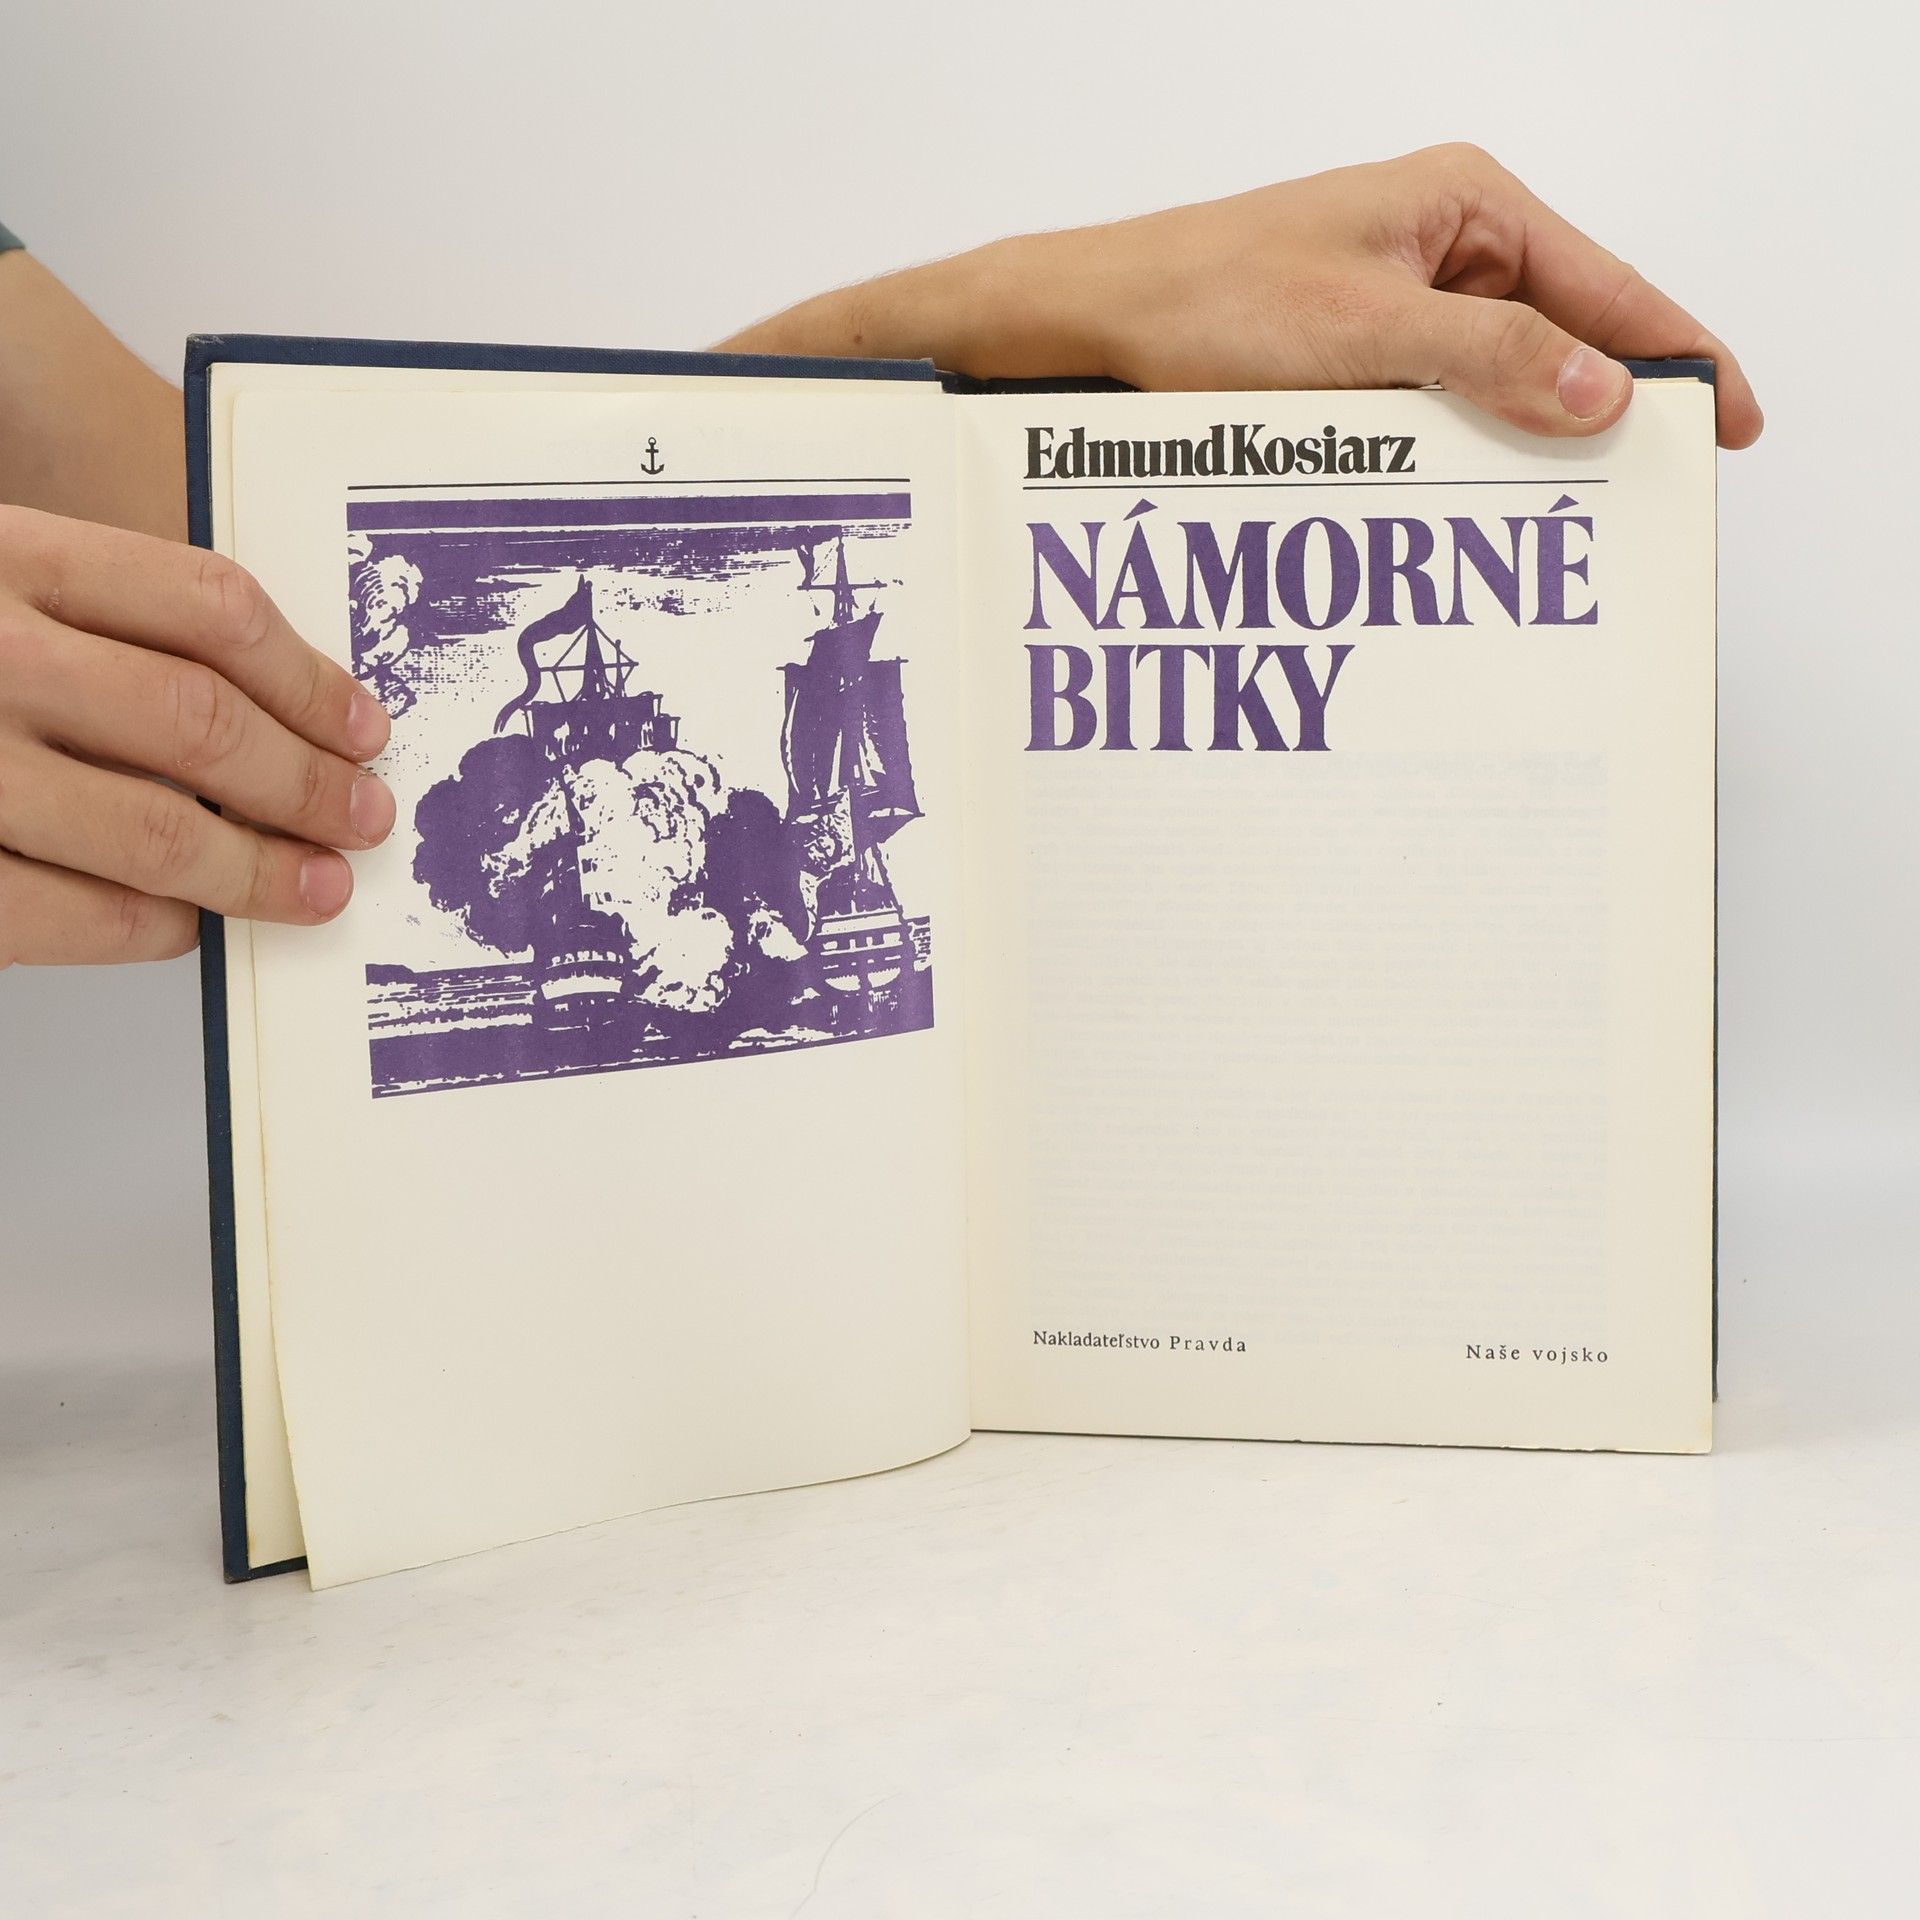 Edmund Kosiarz
NÁMORNÉ
BITKY
Nakladateľstvo Pravda
Naše vojsko